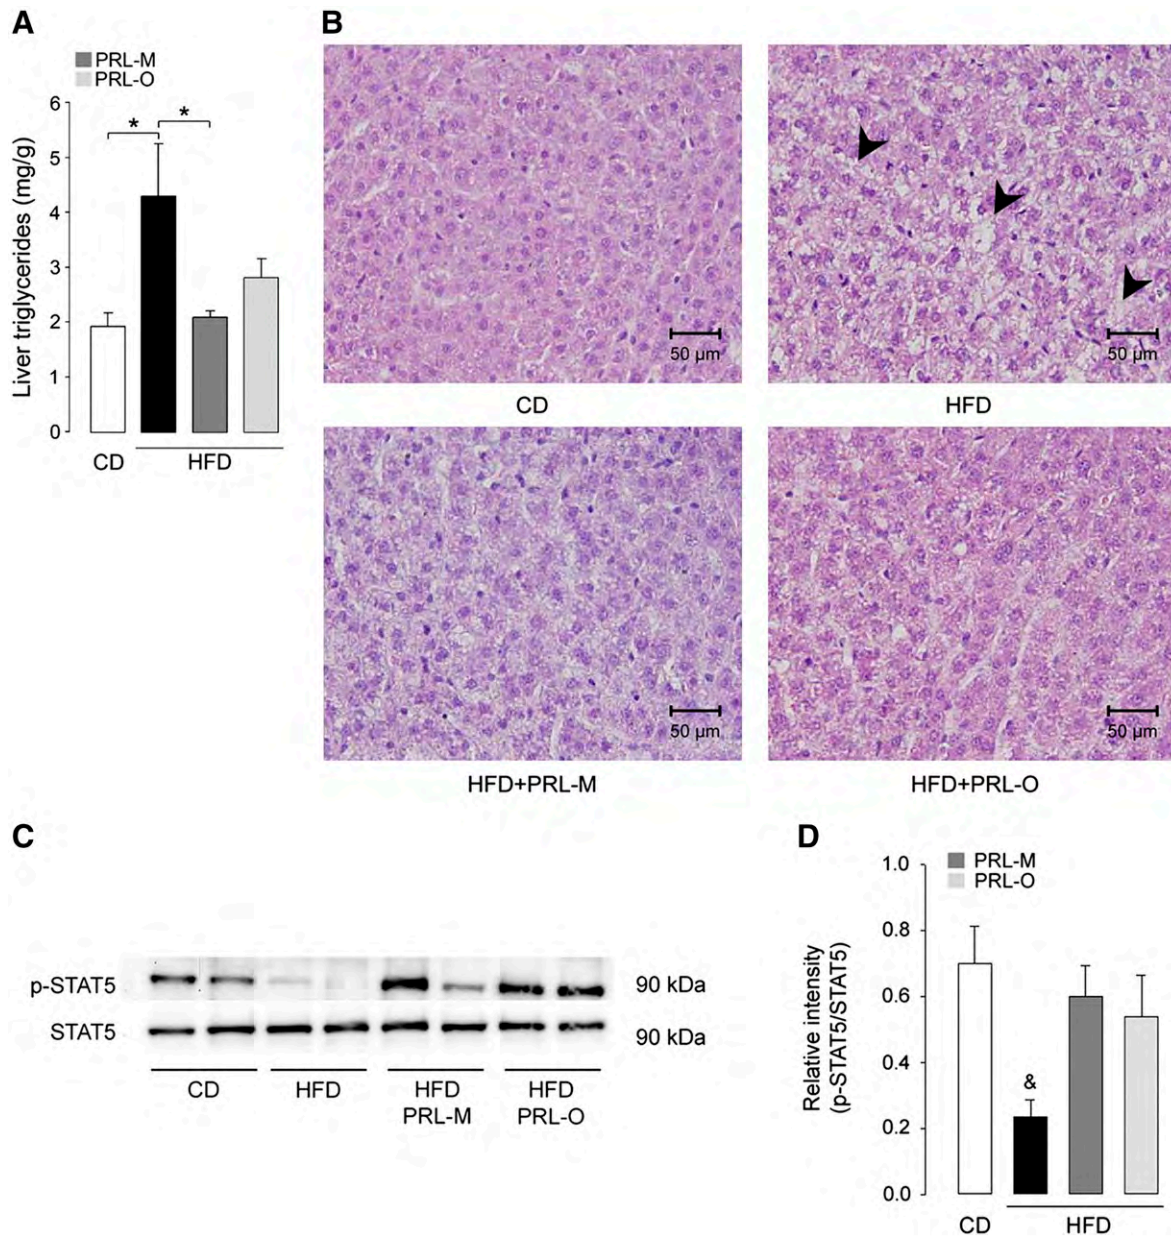 A
PRL-M
PRL-O
Liver triglycerides (mg/g)
6
5
4
3
2
1
0
*
*
CD
HFD
B
50 µm
CD
50 µm
HFD
50 µm
HFD+PRL-M
50 µm
HFD+PRL-O
C
p-STAT5
90 kDa
STAT5
90 kDa
CD
HFD
HFD
PRL-M
HFD
PRL-O
D
PRL-M
PRL-O
Relative intensity
(p-STAT5/STAT5)
1.0
0.8
0.6
0.4
0.2
0.0
&
CD
HFD